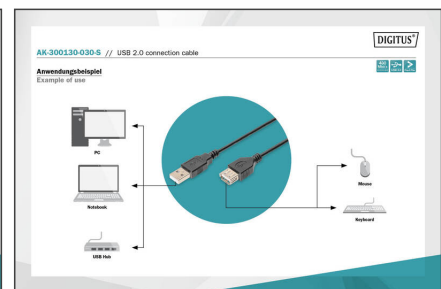 DIGITUS®
AK-300130-030-S // USB 2.0 connection cable
Anwendungsbeispiel
Example of use
PC
Notebook
USB Hub
Mouse
Keyboard